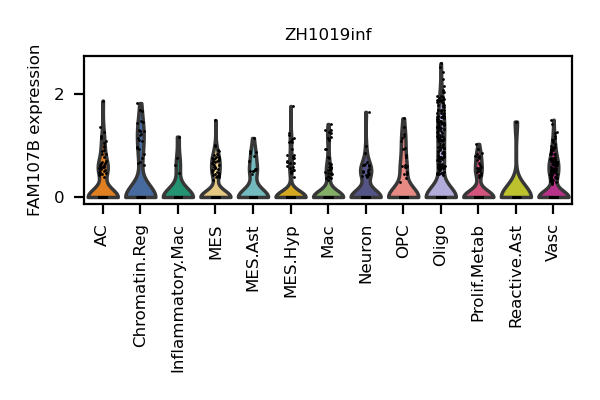 ZH1019inf
FAM107B expression
2
0
AC
Chromatin.Reg
Inflammatory.Mac
MES
MES.Ast
MES.Hyp
Mac
Neuron
OPC
Oligo
Prolif.Metab
Reactive.Ast
Vasc